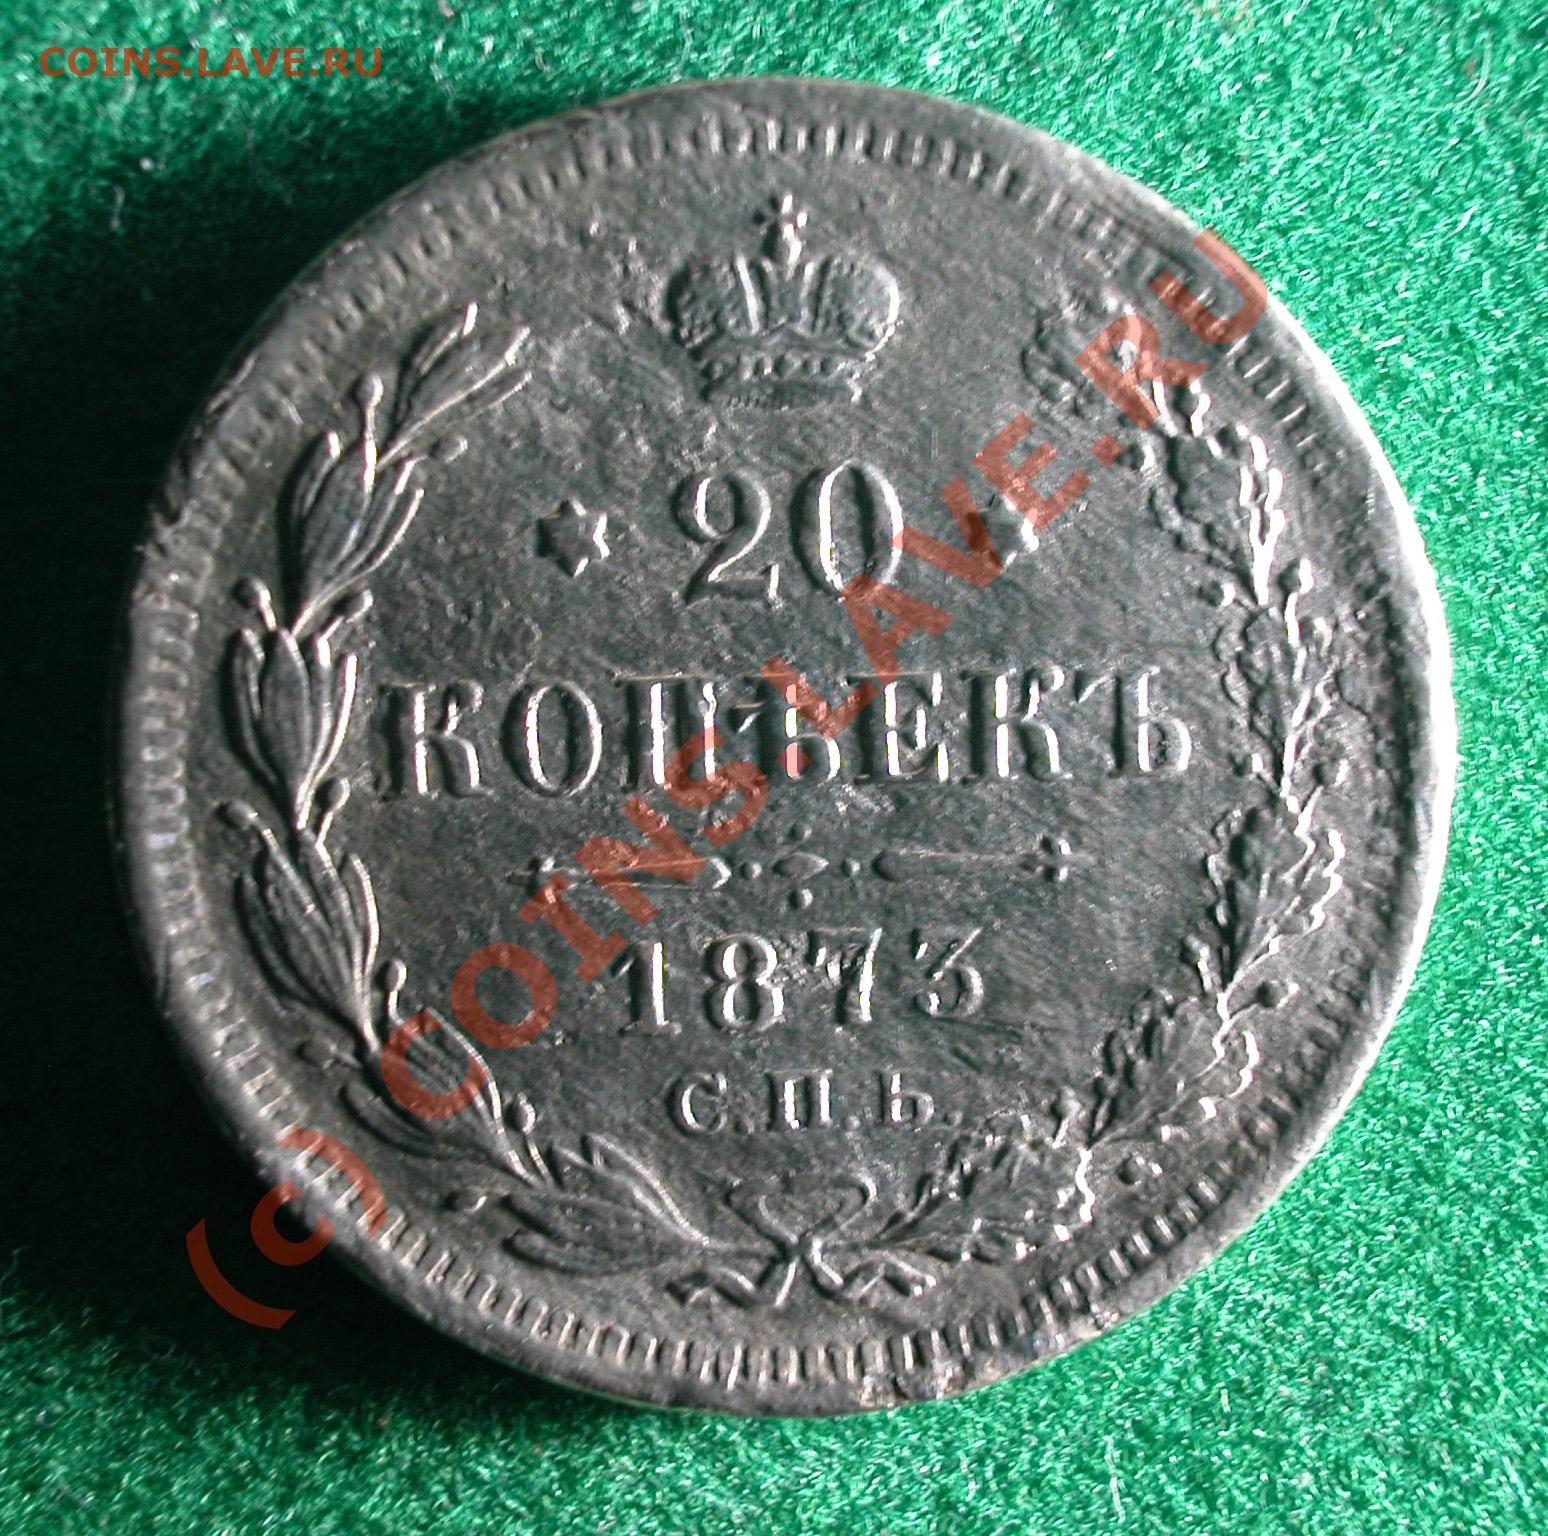 COINS.LAVE.RU
20
КОПѢЕКЪ
1873
С.П.Б.
(c) COINS.LAVE.RU